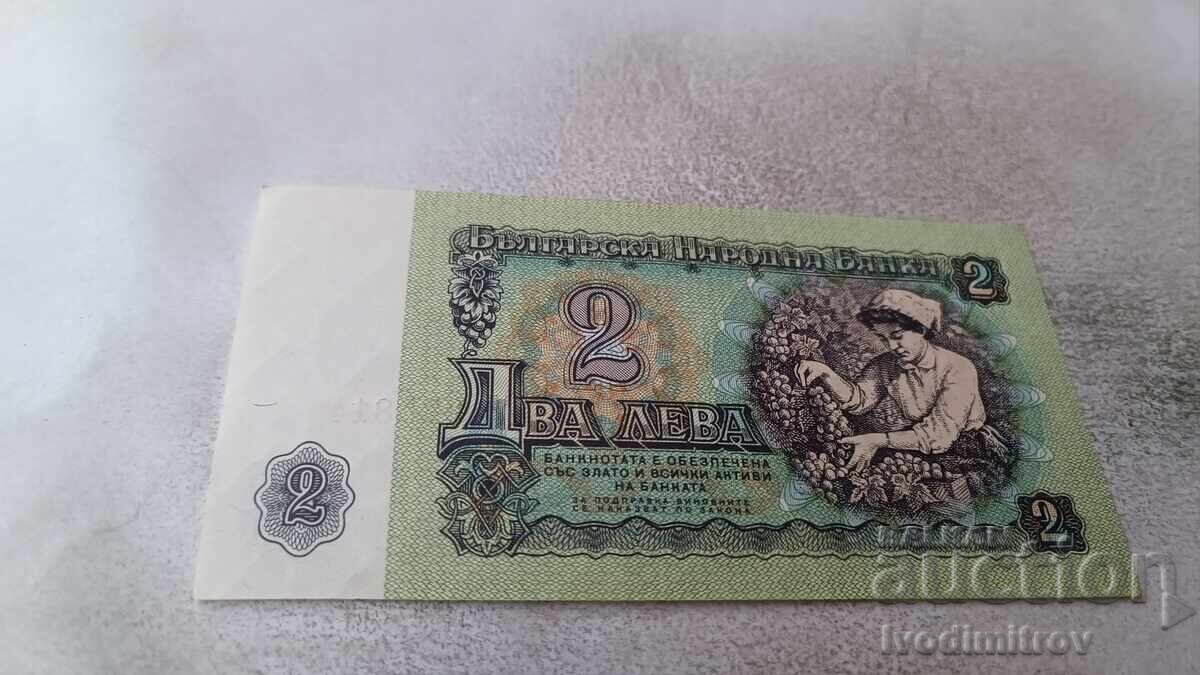 Българска Народна Банка
2
2
Два лева
Банкнотата е обезпечена
със злато и всички активи
на банката
За подправка виновните
се наказват по закона
2
2
auction
Ivodimitrov